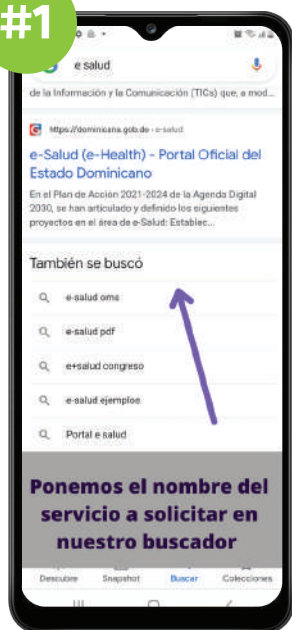 #1
e salud
de la Información y la Comunicación (TICs) que, a mod...
https://dominicana.gob.do › e-salud
e-Salud (e-Health) - Portal Oficial del
Estado Dominicano
En el Plan de Acción 2021-2024 de la Agenda Digital
2030, se han articulado y definido los siguientes
proyectos en el área de e-Salud: Establec...
También se buscó
e-salud oms
e-salud pdf
e+salud congreso
e-salud ejemplos
Portal e salud
Ponemos el nombre del
servicio a solicitar en
nuestro buscador
Descubre Snapshot Buscar Colecciones